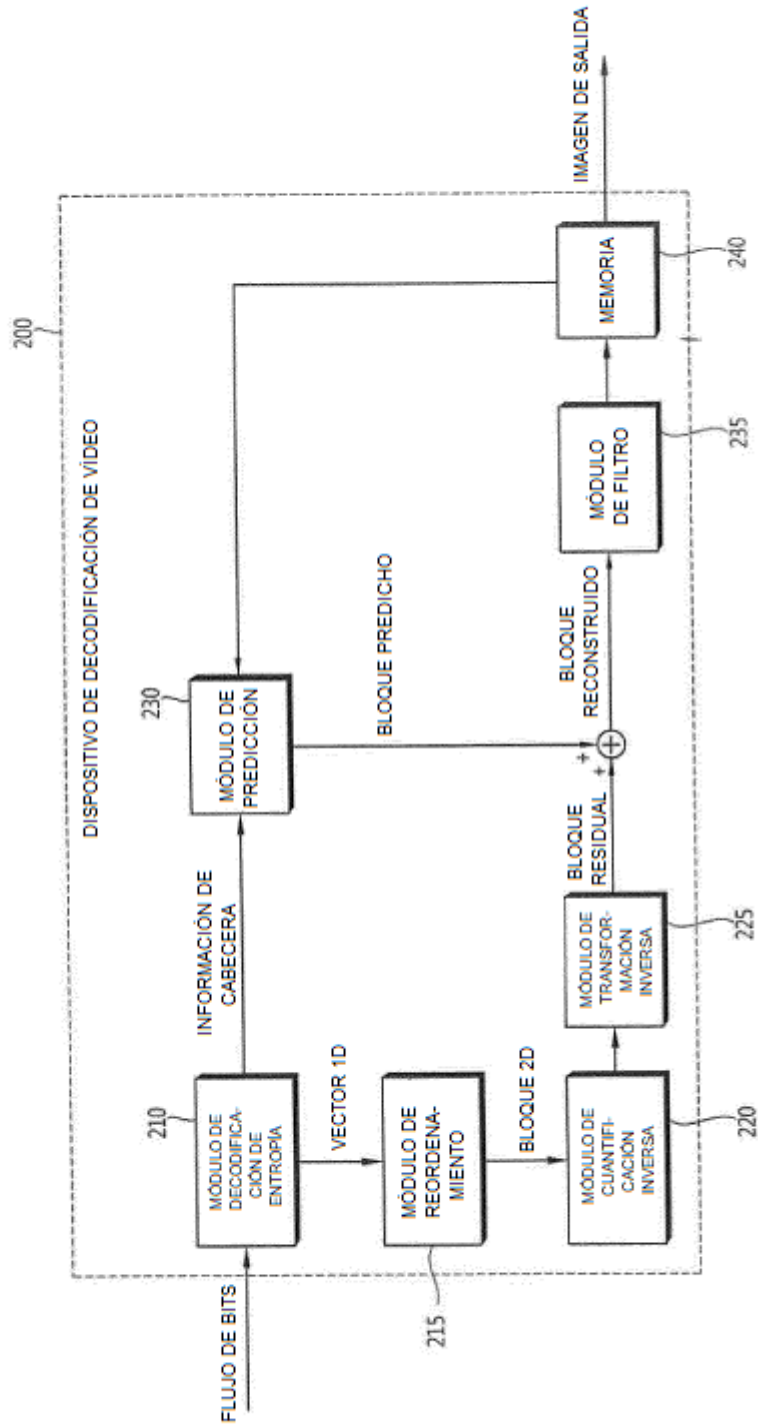 200
DISPOSITIVO DE DECODIFICACIÓN DE VÍDEO
FLUJO DE BITS
210
MÓDULO DE
DECODIFICA-
CIÓN DE
ENTROPÍA
INFORMACIÓN DE
CABECERA
230
MÓDULO DE
PREDICCIÓN
VECTOR 1D
MÓDULO DE
REORDENA-
MIENTO
215
BLOQUE PREDICHO
BLOQUE 2D
MÓDULO DE
CUANTIFI-
CACIÓN
INVERSA
220
MÓDULO DE
TRANSFOR-
MACIÓN
INVERSA
225
BLOQUE
RESIDUAL
+
+
+
BLOQUE
RECONSTRUIDO
MÓDULO
DE FILTRO
235
MEMORIA
240
IMAGEN DE SALIDA